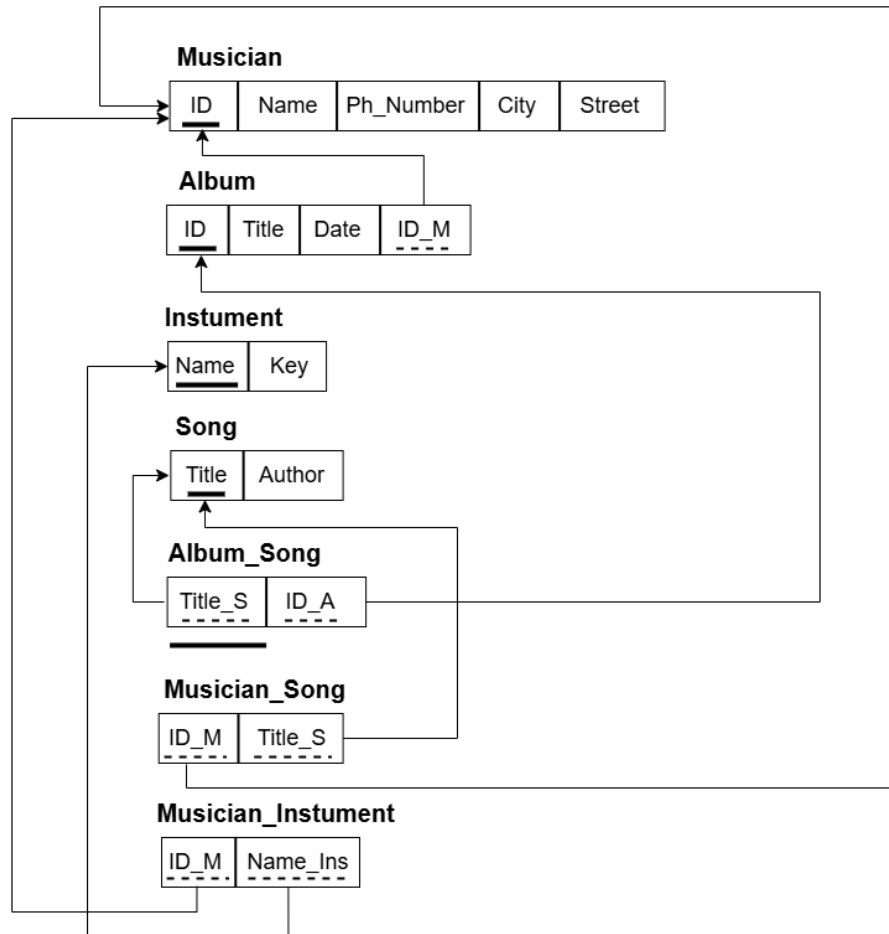 Musician
ID Name Ph_Number City Street
Album
ID Title Date ID_M
Instument
Name Key
Song
Title Author
Album_Song
Title_S ID_A
Musician_Song
ID_M Title_S
Musician_Instument
ID_M Name_Ins